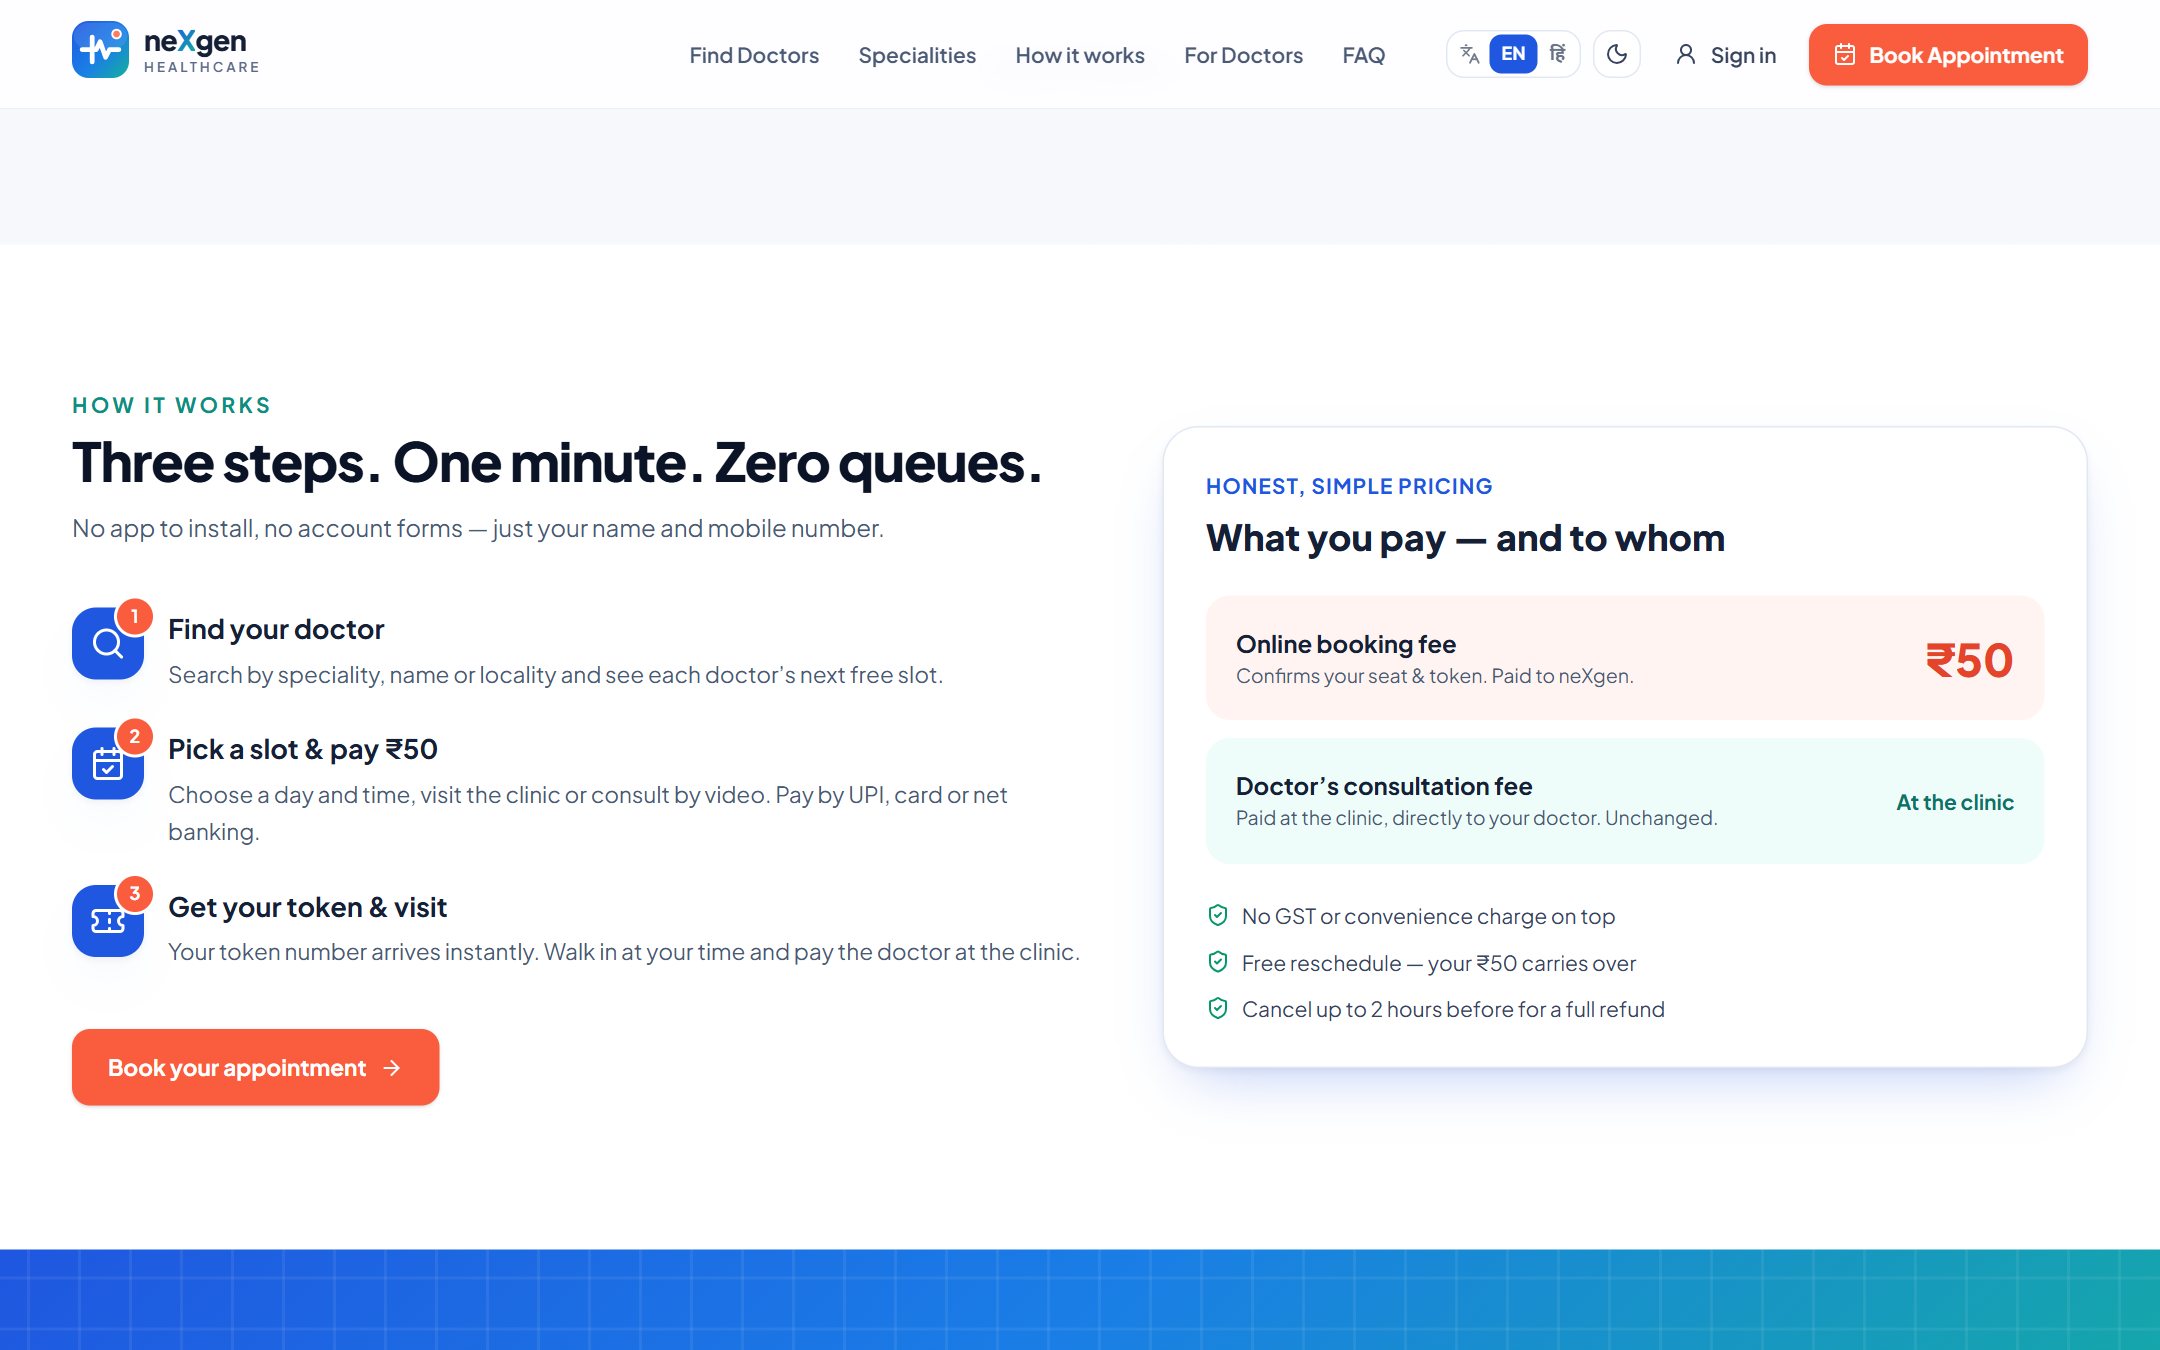 neXgen
HEALTHCARE
Find Doctors
Specialities
How it works
For Doctors
FAQ
EN
हिं
Sign in
Book Appointment
HOW IT WORKS
Three steps. One minute. Zero queues.
No app to install, no account forms — just your name and mobile number.
1
Find your doctor
Search by speciality, name or locality and see each doctor’s next free slot.
2
Pick a slot & pay ₹50
Choose a day and time, visit the clinic or consult by video. Pay by UPI, card or net
banking.
3
Get your token & visit
Your token number arrives instantly. Walk in at your time and pay the doctor at the clinic.
Book your appointment
HONEST, SIMPLE PRICING
What you pay — and to whom
Online booking fee
Confirms your seat & token. Paid to neXgen.
₹50
Doctor’s consultation fee
Paid at the clinic, directly to your doctor. Unchanged.
At the clinic
No GST or convenience charge on top
Free reschedule — your ₹50 carries over
Cancel up to 2 hours before for a full refund